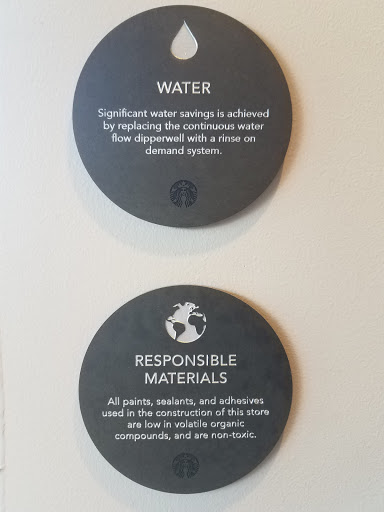 WATER
Significant water savings is achieved
by replacing the continuous water
flow dipperwell with a rinse on
demand system.
RESPONSIBLE
MATERIALS
All paints, sealants, and adhesives
used in the construction of this store
are low in volatile organic
compounds, and are non-toxic.